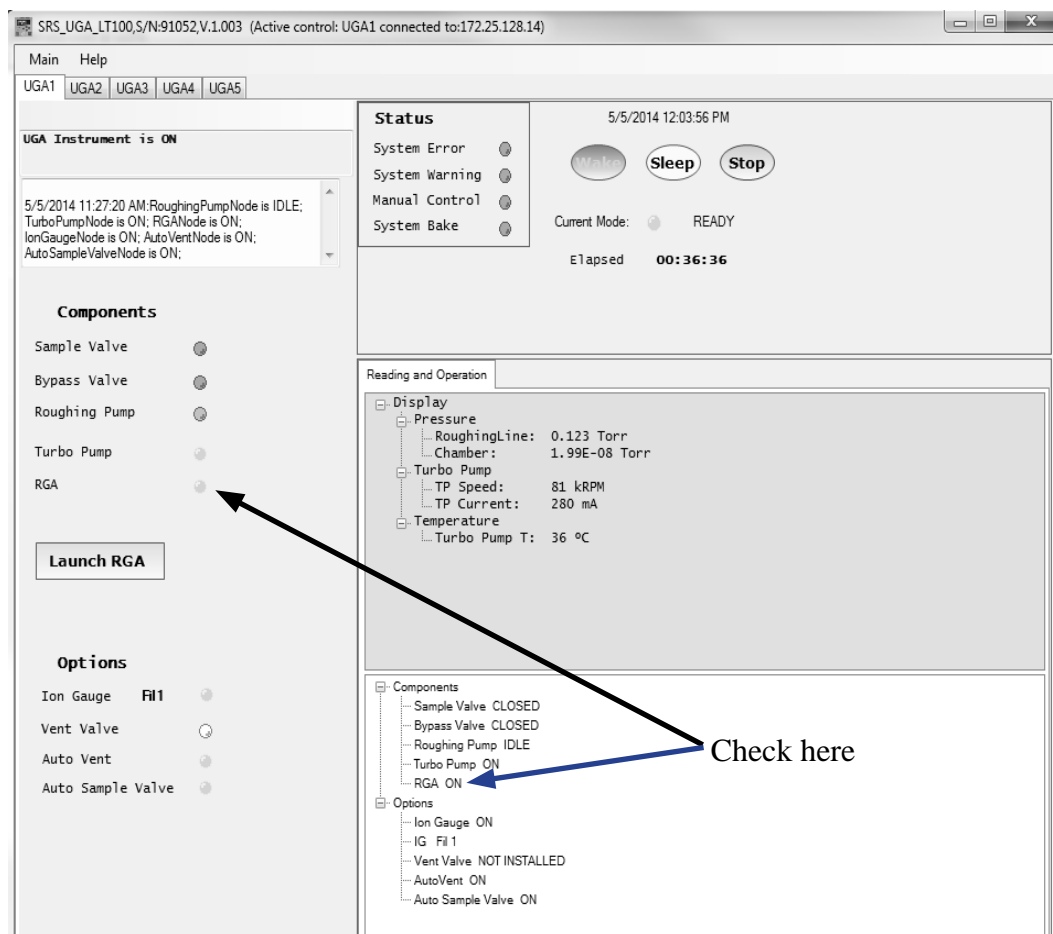 SRS_UGA_LT100,S/N:91052,V.1.003 (Active control: UGA1 connected to:172.25.128.14)
Main Help
UGA1 UGA2 UGA3 UGA4 UGA5
UGA Instrument is ON
5/5/2014 11:27:20 AM:RoughingPumpNode is IDLE;
TurboPumpNode is ON; RGANode is ON;
IonGaugeNode is ON; AutoVentNode is ON;
AutoSampleValveNode is ON;
Components
Sample Valve
Bypass Valve
Roughing Pump
Turbo Pump
RGA
Launch RGA
Options
Ion Gauge Fil1
Vent Valve
Auto Vent
Auto Sample Valve
Status
System Error
System Warning
Manual Control
System Bake
5/5/2014 12:03:56 PM
Wake Sleep Stop
Current Mode: READY
Elapsed 00:36:36
Reading and Operation
Display
Pressure
RoughingLine: 0.123 Torr
Chamber: 1.99E-08 Torr
Turbo Pump
TP Speed: 81 kRPM
TP Current: 280 mA
Temperature
Turbo Pump T: 36 ºC
Components
Sample Valve CLOSED
Bypass Valve CLOSED
Roughing Pump IDLE
Turbo Pump ON
RGA ON
Options
Ion Gauge ON
IG Fil 1
Vent Valve NOT INSTALLED
AutoVent ON
Auto Sample Valve ON
Check here